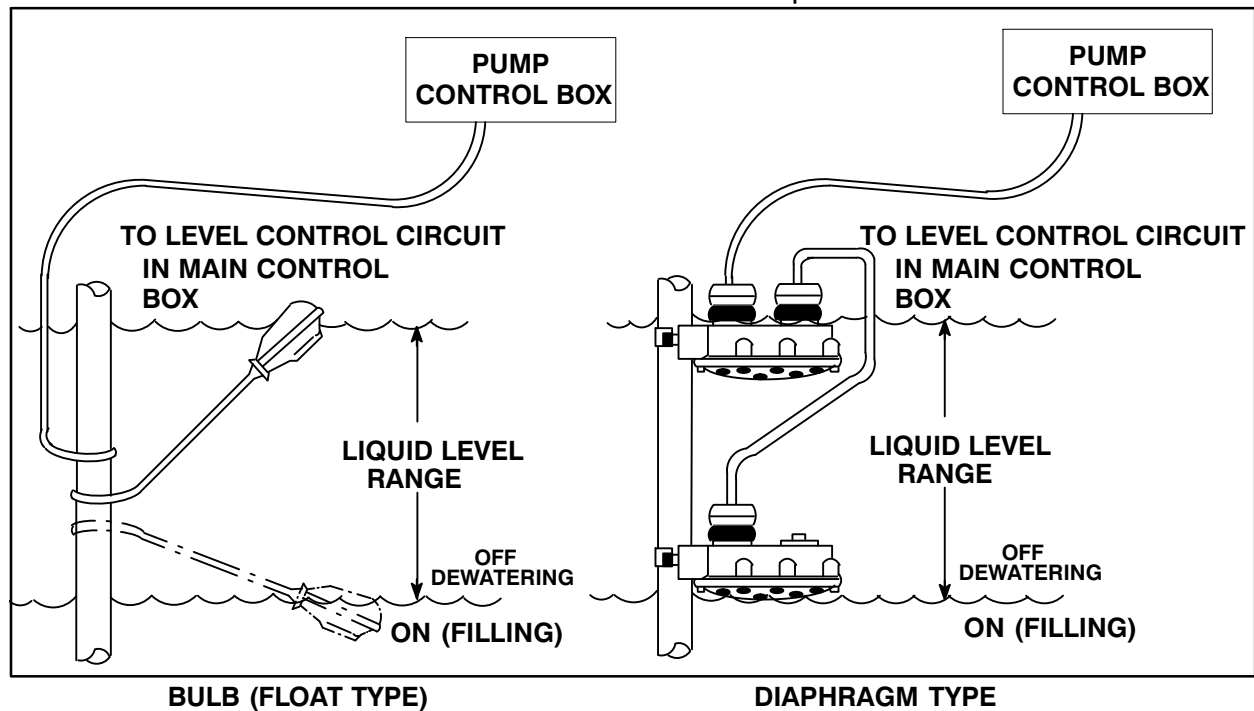 PUMP
CONTROL BOX
TO LEVEL CONTROL CIRCUIT
IN MAIN CONTROL
BOX
LIQUID LEVEL
RANGE
OFF
DEWATERING
ON (FILLING)
BULB (FLOAT TYPE)
PUMP
CONTROL BOX
TO LEVEL CONTROL CIRCUIT
IN MAIN CONTROL
BOX
LIQUID LEVEL
RANGE
OFF
DEWATERING
ON (FILLING)
DIAPHRAGM TYPE